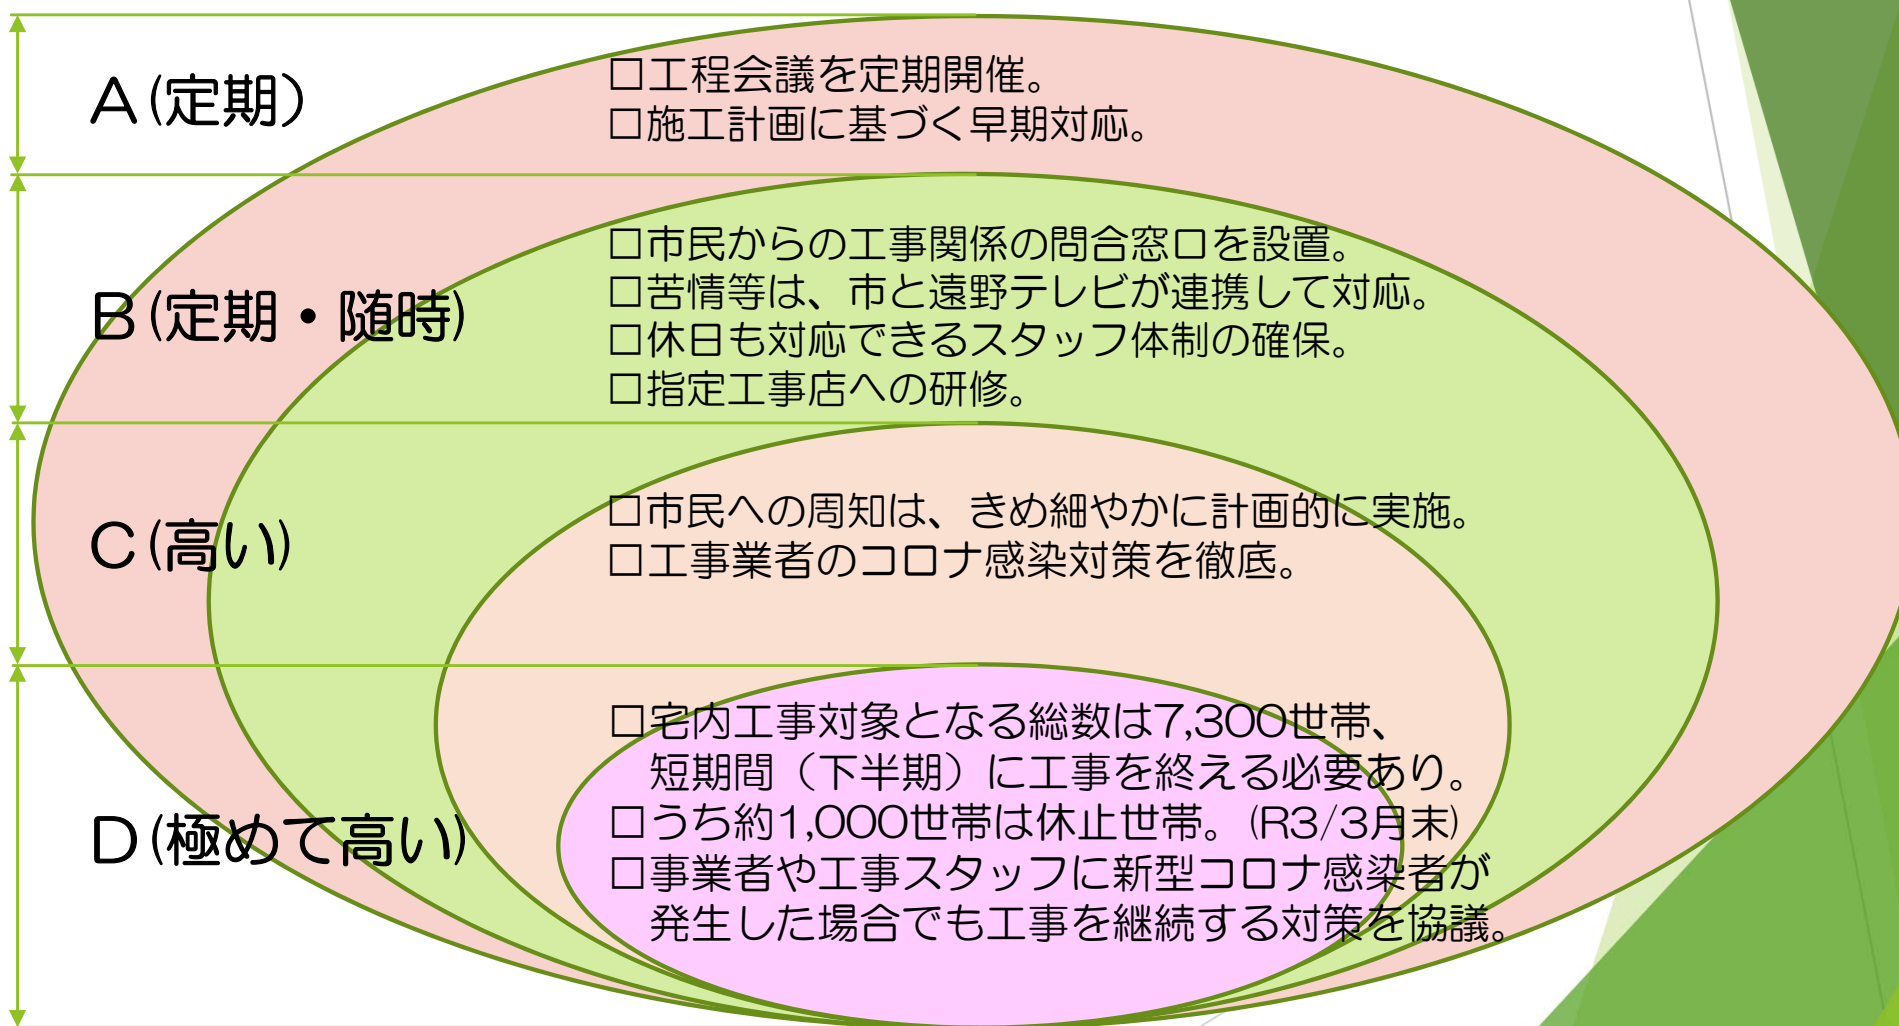 A(定期)
□工程会議を定期開催。
□施工計画に基づく早期対応。
B(定期・随時)
□市民からの工事関係の問合窓口を設置。
□苦情等は、市と遠野テレビが連携して対応。
□休日も対応できるスタッフ体制の確保。
□指定工事店への研修。
C(高い)
□市民への周知は、きめ細やかに計画的に実施。
□工事業者のコロナ感染対策を徹底。
D(極めて高い)
□宅内工事対象となる総数は7,300世帯、
短期間（下半期）に工事を終える必要あり。
□うち約1,000世帯は休止世帯。(R3/3月末)
□事業者や工事スタッフに新型コロナ感染者が
発生した場合でも工事を継続する対策を協議。